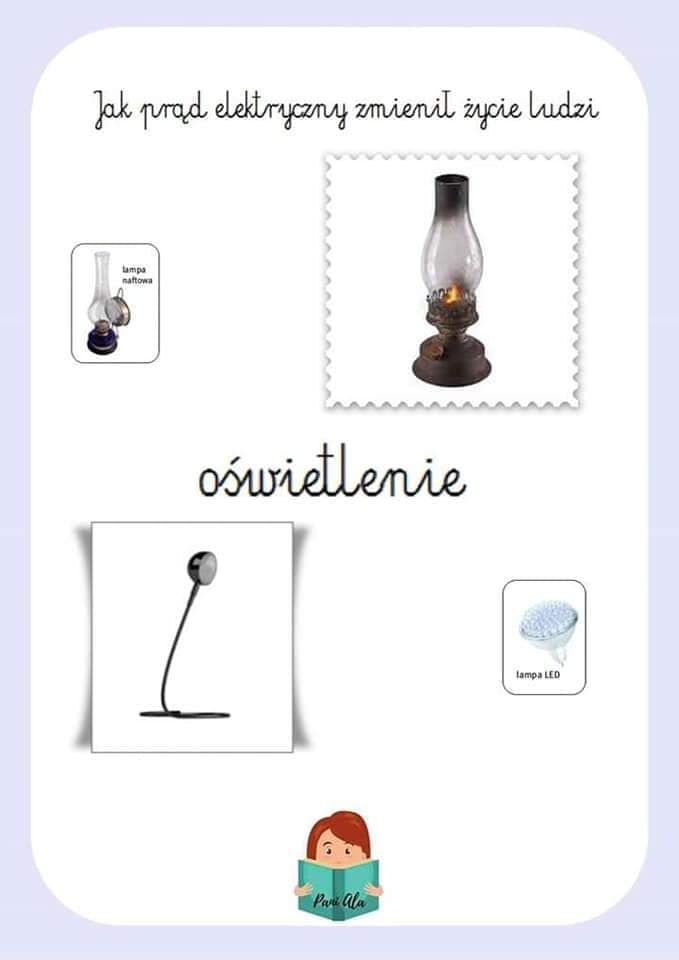 Jak prąd elektryczny zmienił życie ludzi
lampa
naftowa
oświetlenie
lampa LED
Pani Ala